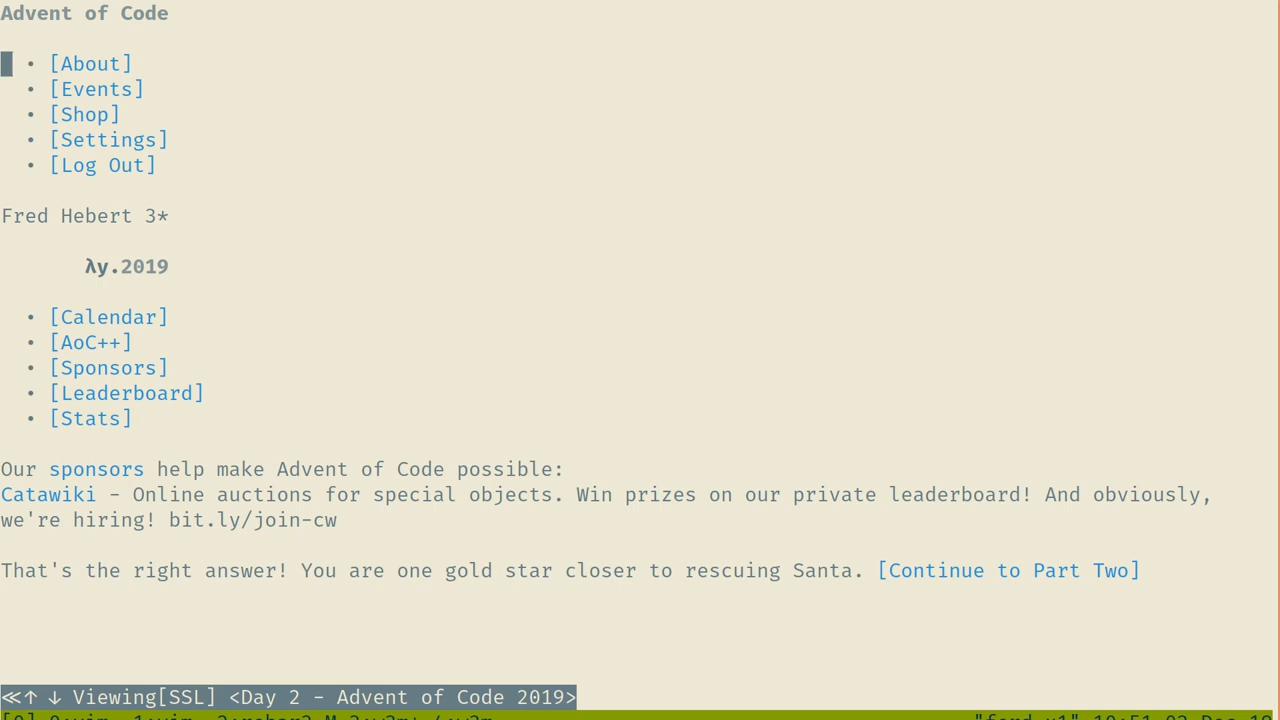 Advent of Code
• [About]
• [Events]
• [Shop]
• [Settings]
• [Log Out]
Fred Hebert 3*
λy.2019
• [Calendar]
• [AoC++]
• [Sponsors]
• [Leaderboard]
• [Stats]
Our sponsors help make Advent of Code possible:
Catawiki - Online auctions for special objects. Win prizes on our private leaderboard! And obviously,
we're hiring! bit.ly/join-cw
That's the right answer! You are one gold star closer to rescuing Santa. [Continue to Part Two]
≪↑ ↓ Viewing[SSL] <Day 2 - Advent of Code 2019>